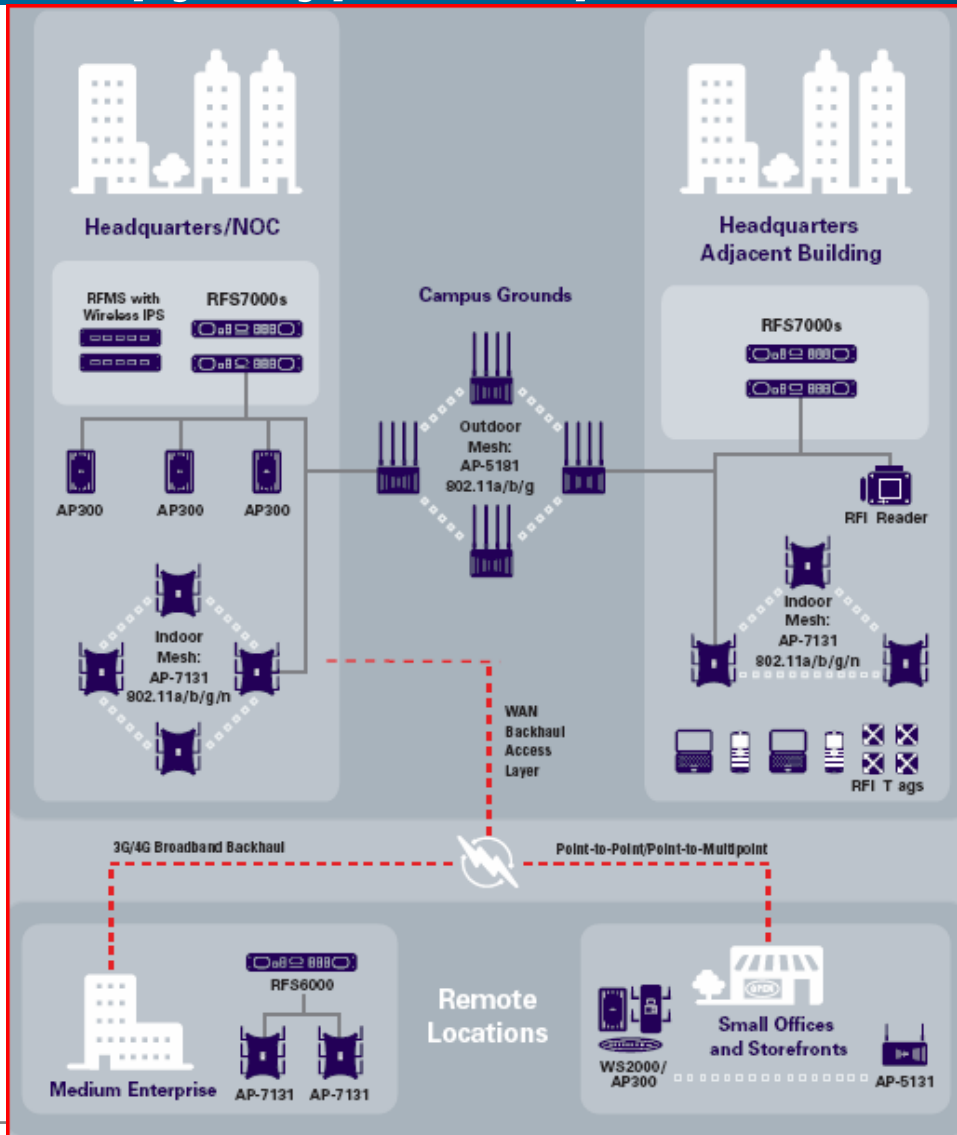 Headquarters/NOC
RFMS with
Wireless IPS
RFS7000s
AP300
AP300
AP300
Indoor
Mesh:
AP-7131
802.11a/b/g/n
Campus Grounds
Outdoor
Mesh:
AP-5181
802.11a/b/g
Headquarters
Adjacent Building
RFS7000s
RFI Reader
Indoor
Mesh:
AP-7131
802.11a/b/g/n
RFI T ags
WAN
Backhaul
Access
Layer
3G/4G Broadband Backhaul
Point-to-Point/Point-to-Multipoint
Medium Enterprise
RFS6000
AP-7131
AP-7131
Remote
Locations
OPEN
Small Offices
and Storefronts
WS2000/
AP300
AP-5131